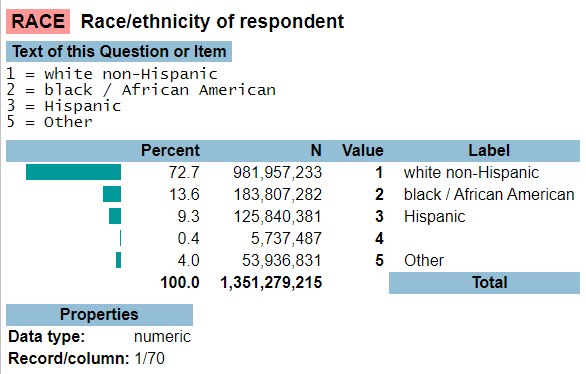 RACE Race/ethnicity of respondent
Text of this Question or Item
1 = white non-Hispanic
2 = black / African American
3 = Hispanic
5 = Other
Percent N Value Label
72.7 981,957,233 1 white non-Hispanic
13.6 183,807,282 2 black / African American
9.3 125,840,381 3 Hispanic
0.4 5,737,487 4
4.0 53,936,831 5 Other
100.0 1,351,279,215 Total
Properties
Data type: numeric
Record/column: 1/70